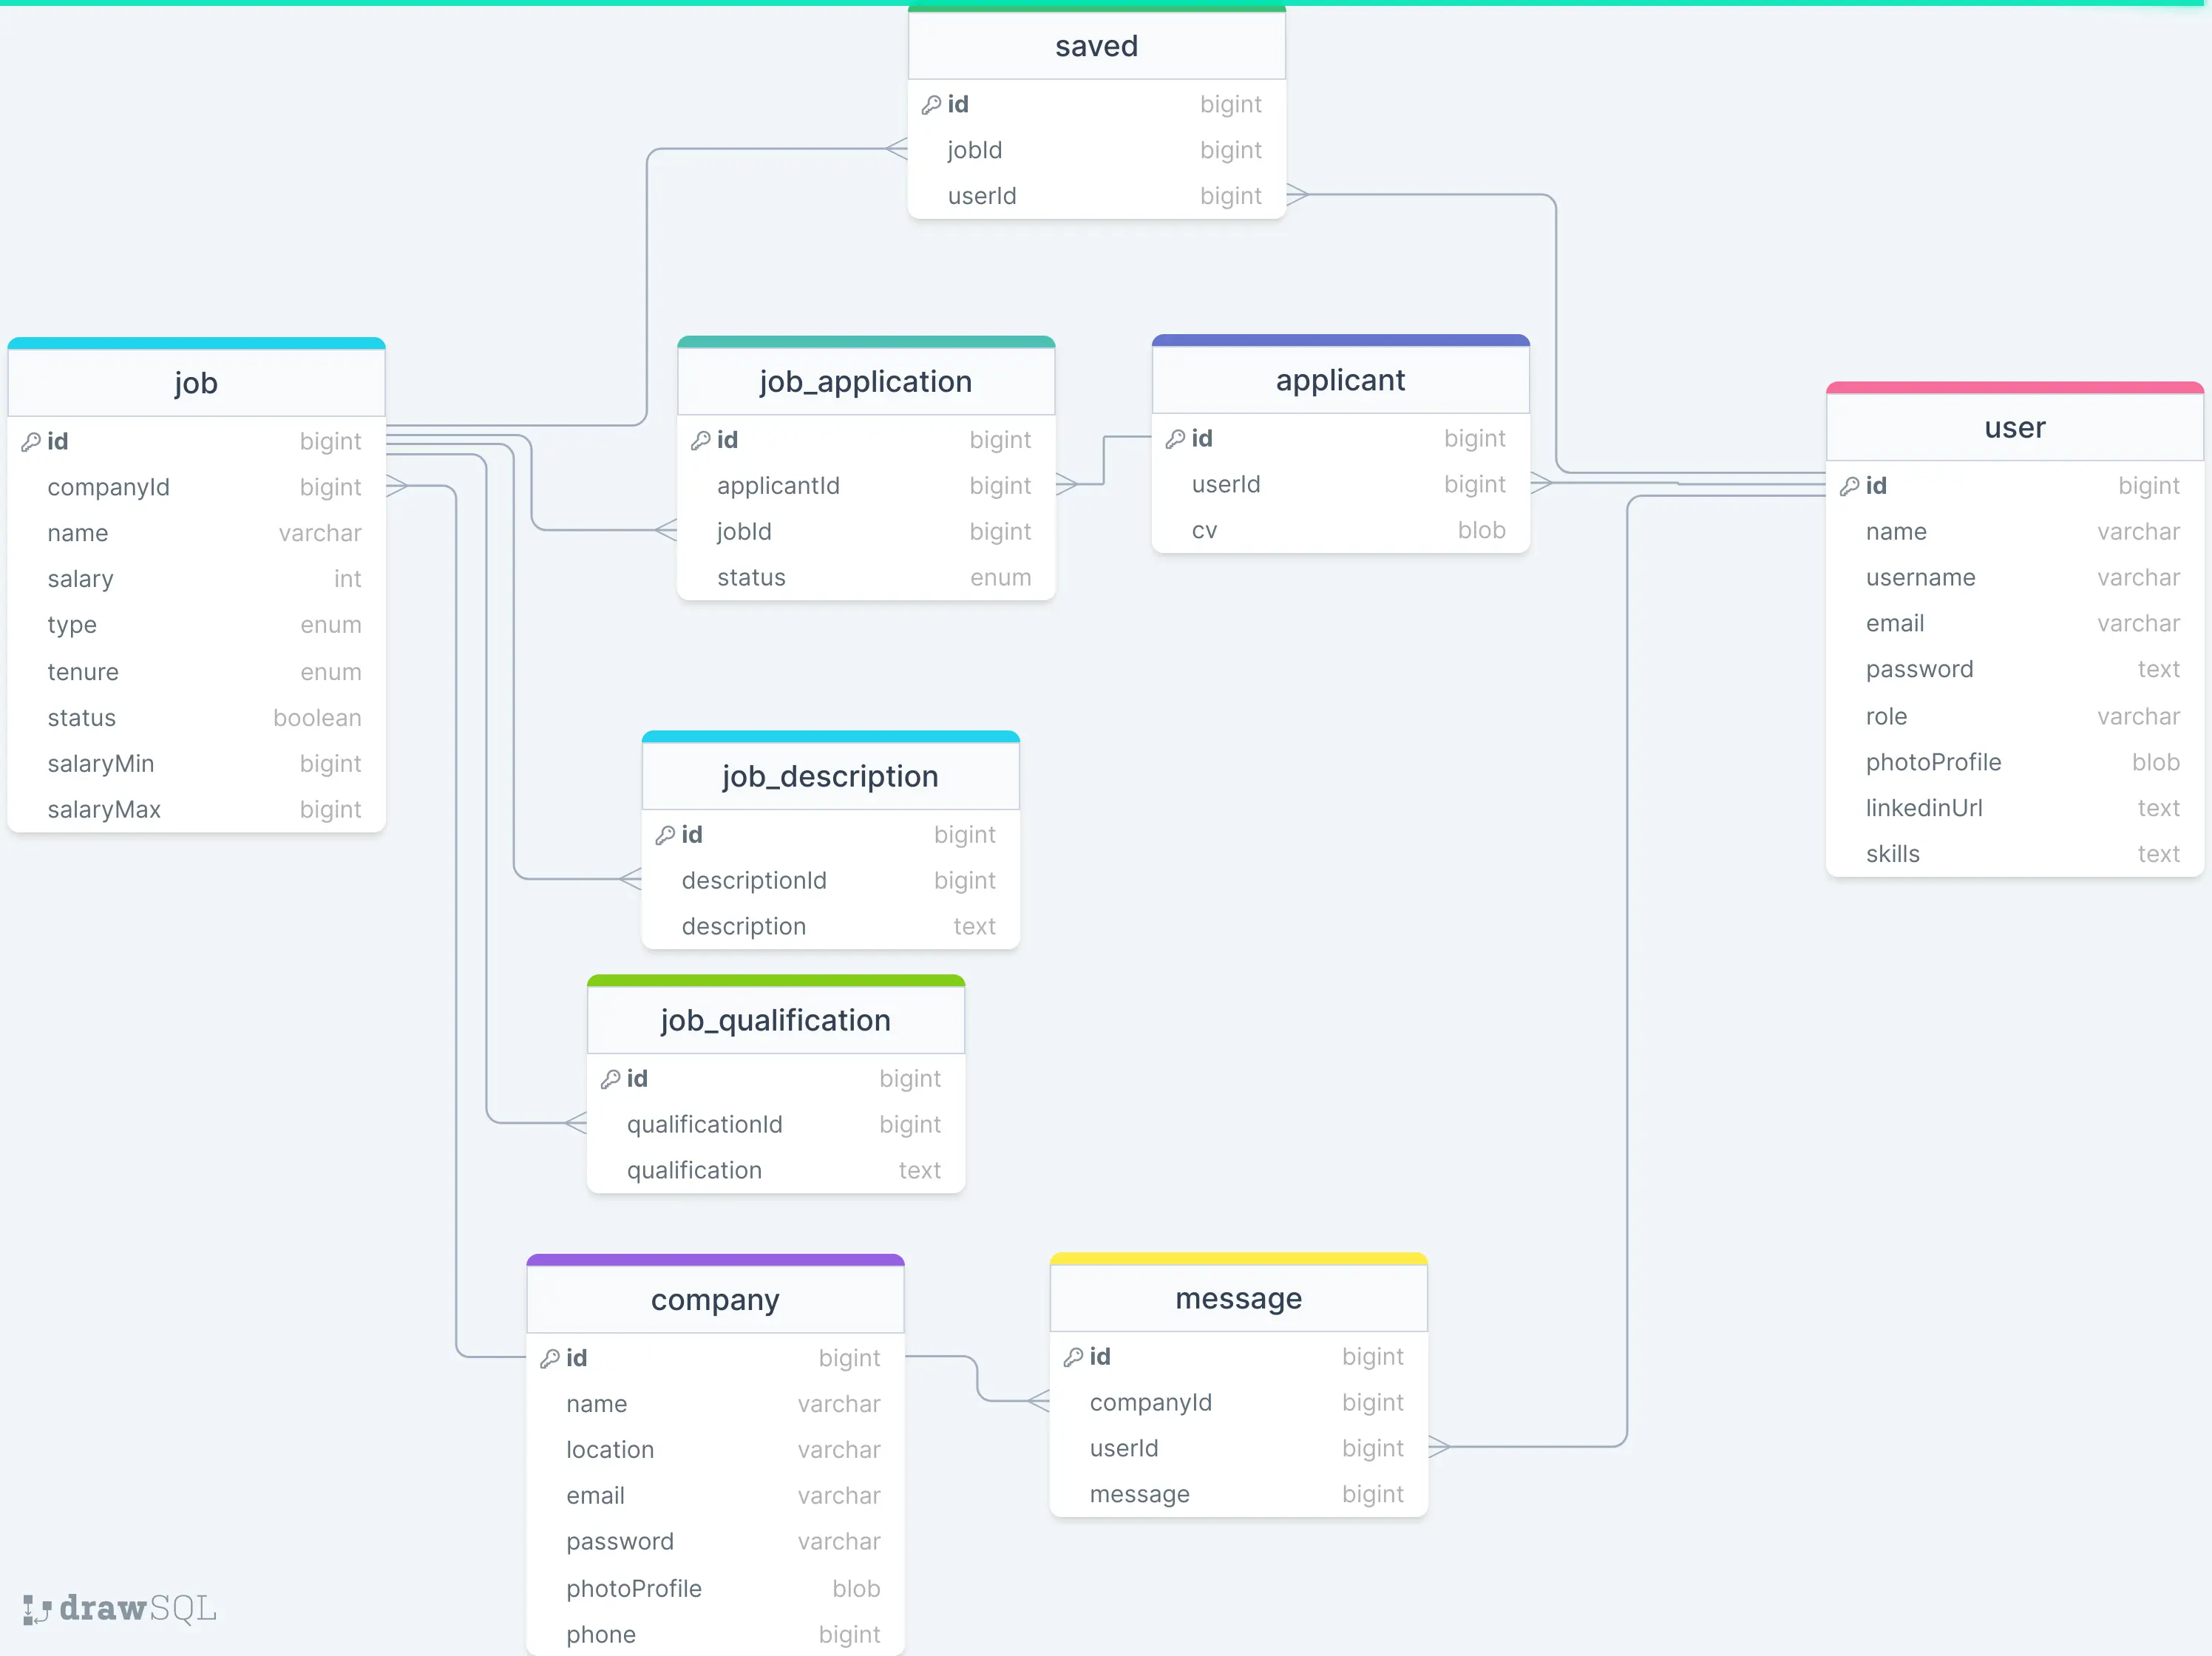 saved
id bigint
jobId bigint
userId bigint
job
id bigint
companyId bigint
name varchar
salary int
type enum
tenure enum
status boolean
salaryMin bigint
salaryMax bigint
job_application
id bigint
applicantId bigint
jobId bigint
status enum
applicant
id bigint
userId bigint
cv blob
user
id bigint
name varchar
username varchar
email varchar
password text
role varchar
photoProfile blob
linkedinUrl text
skills text
job_description
id bigint
descriptionId bigint
description text
job_qualification
id bigint
qualificationId bigint
qualification text
company
id bigint
name varchar
location varchar
email varchar
password varchar
photoProfile blob
phone bigint
message
id bigint
companyId bigint
userId bigint
message bigint
drawSQL